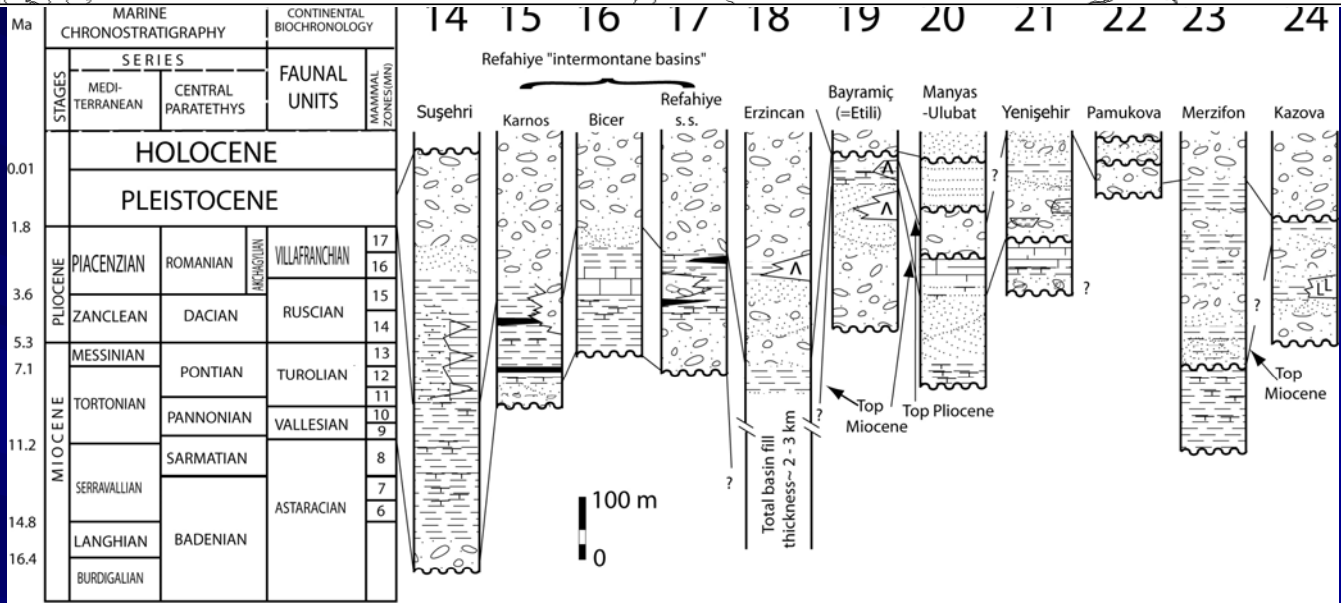 14 15 16 17 18 19 20 21 22 23 24
Ma
MARINE
CHRONOSTRATIGRAPHY
CONTINENTAL
BIOCHRONOLOGY
STAGES
SERIES
MEDI-
TERRANEAN
CENTRAL
PARATETHYS
FAUNAL
UNITS
MAMMAL
ZONES(MN)
Refahiye "intermontane basins"
Suşehri
Karnos
Bicer
Refahiye
s.s.
Erzincan
Bayramiç
(=Etili)
Manyas
-Ulubat
Yenişehir
Pamukova
Merzifon
Kazova
HOLOCENE
0.01
PLEISTOCENE
1.8
PLIOCENE
PIACENZIAN
ROMANIAN
AKCHAGYLIAN
VILLAFRANCHIAN
17
16
3.6
ZANCLEAN
DACIAN
RUSCIAN
15
14
5.3
MIOCENE
MESSINIAN
7.1
PONTIAN
TUROLIAN
13
12
11
TORTONIAN
PANNONIAN
VALLESIAN
10
9
11.2
SARMATIAN
8
SERRAVALLIAN
ASTARACIAN
7
6
14.8
LANGHIAN
BADENIAN
16.4
BURDIGALIAN
100 m
0
?
Total basin fill
thickness~ 2 - 3 km
?
Top
Miocene
Top Pliocene
Λ
Λ
Λ
?
?
?
Top
Miocene
L L